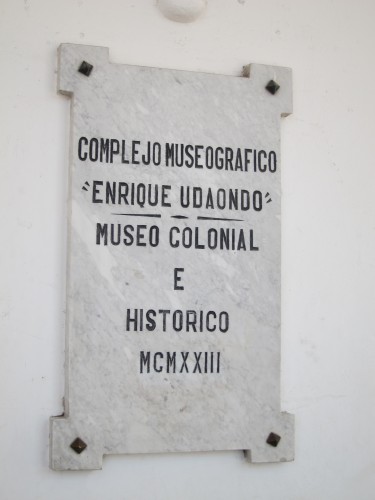 COMPLEJO MUSEOGRAFICO
"ENRIQUE UDAONDO"
MUSEO COLONIAL
E
HISTORICO
MCMXXIII